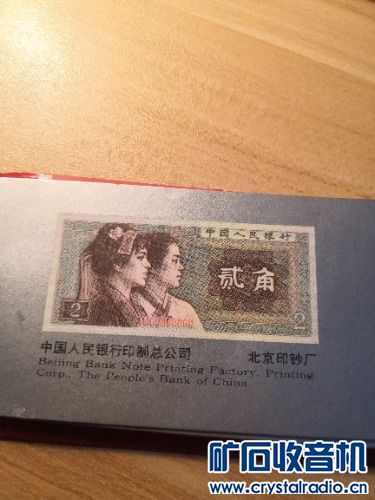 中国人民银行
贰角
2 2
中国人民银行印制总公司 北京印钞厂
Beijing Bank Note Printing Factory, Printing
Corp., The People's Bank of China
矿石收音机
www.crystalradio.cn